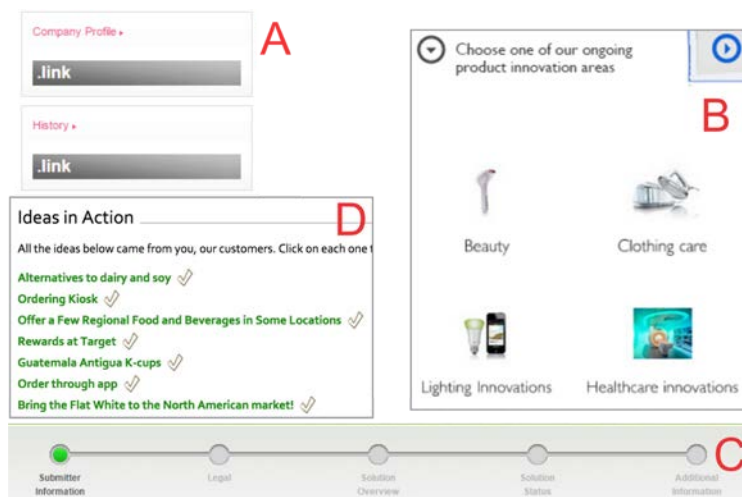 Company Profile
A
.link
History
.link
Choose one of our ongoing
product innovation areas
B
Beauty
Clothing care
Lighting Innovations
Healthcare innovations
Ideas in Action
D
All the ideas below came from you, our customers. Click on each one t
Alternatives to dairy and soy
Ordering Kiosk
Offer a Few Regional Food and Beverages in Some Locations
Rewards at Target
Guatemala Antigua K-cups
Order through app
Bring the Flat White to the North American market!
C
Submitter
Information
Legal
Solution
Overview
Solution
Status
Additional
Information